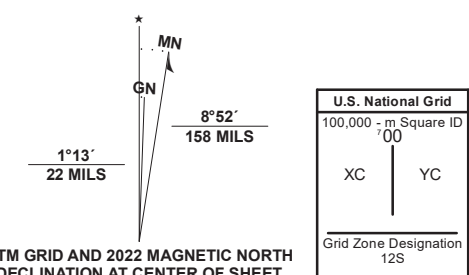 ★
MN
GN
8°52´
158 MILS
1°13´
22 MILS
TM GRID AND 2022 MAGNETIC NORTH
DECLINATION AT CENTER OF SHEET
U.S. National Grid
100,000 - m Square ID
⁷00
XC YC
Grid Zone Designation
12S